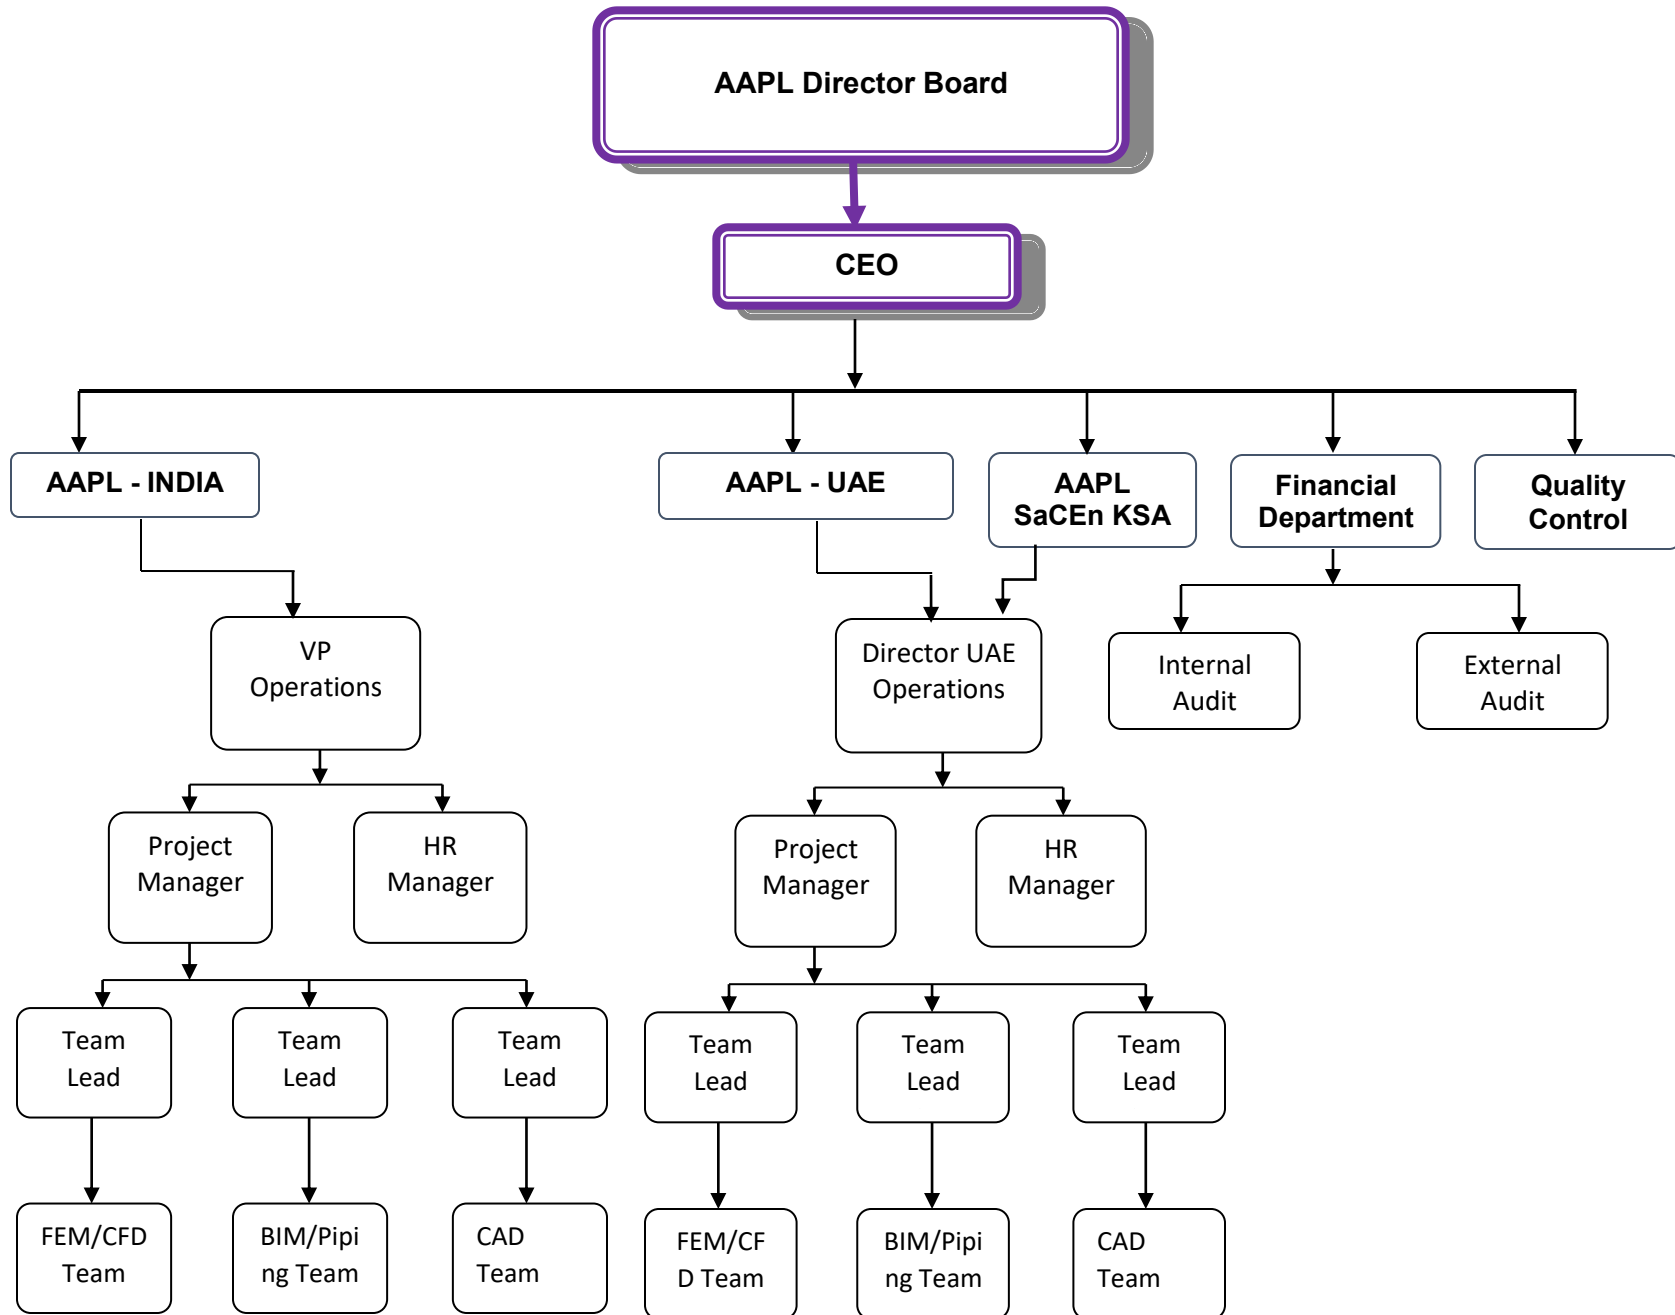 AAPL Director Board
CEO
AAPL - INDIA
AAPL - UAE
AAPL
SaCEn KSA
Financial
Department
Quality
Control
VP
Operations
Director UAE
Operations
Internal
Audit
External
Audit
Project
Manager
HR
Manager
Project
Manager
HR
Manager
Team
Lead
Team
Lead
Team
Lead
Team
Lead
Team
Lead
Team
Lead
FEM/CFD
Team
BIM/Pipi
ng Team
CAD
Team
FEM/CF
D Team
BIM/Pipi
ng Team
CAD
Team